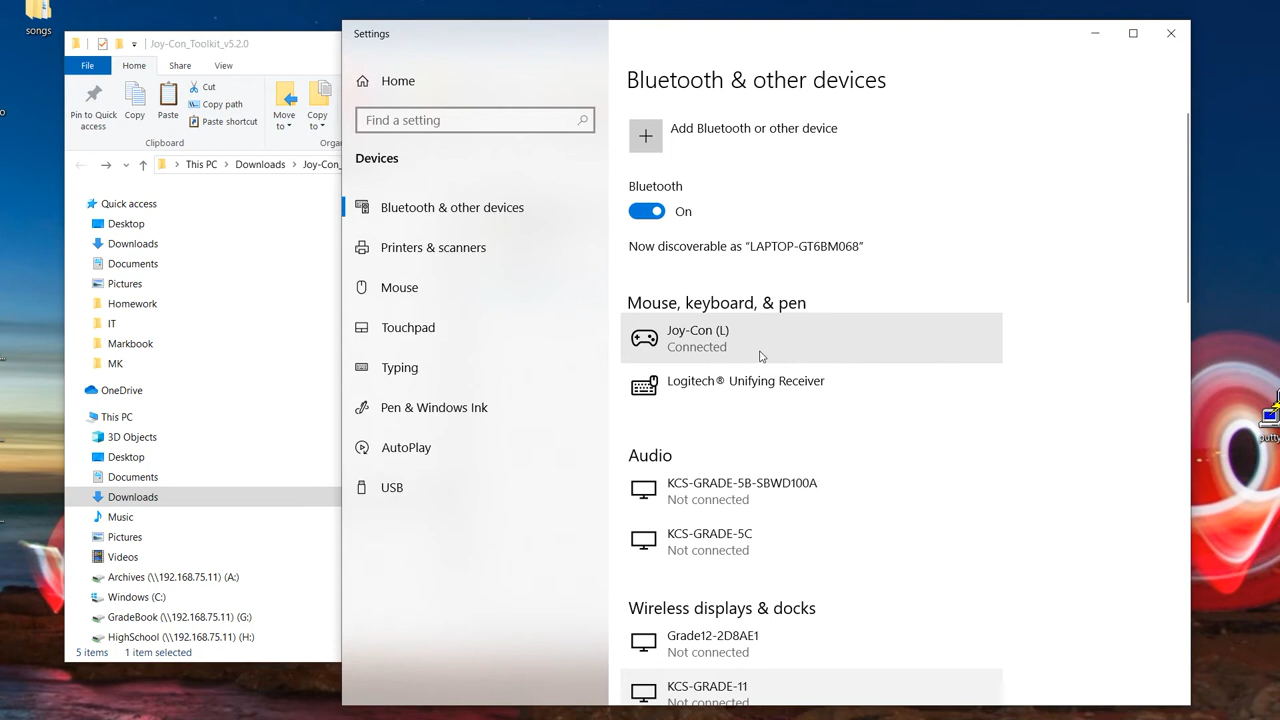 songs
Joy-Con_Toolkit_v5.2.0
File
Home
Share
View
Pin to Quick
access
Copy
Paste
Cut
Copy path
Paste shortcut
Move
to
Copy
to
Clipboard
This PC
Downloads
Joy-Con_
Quick access
Desktop
Downloads
Documents
Pictures
Homework
IT
Markbook
MK
OneDrive
This PC
3D Objects
Desktop
Documents
Downloads
Music
Pictures
Videos
Archives (\\192.168.75.11) (A:)
Windows (C:)
GradeBook (\\192.168.75.11) (G:)
HighSchool (\\192.168.75.11) (H:)
5 items
1 item selected
Settings
Home
Find a setting
Devices
Bluetooth & other devices
Printers & scanners
Mouse
Touchpad
Typing
Pen & Windows Ink
AutoPlay
USB
Bluetooth & other devices
Add Bluetooth or other device
Bluetooth
On
Now discoverable as “LAPTOP-GT6BM068”
Mouse, keyboard, & pen
Joy-Con (L)
Connected
Logitech® Unifying Receiver
Audio
KCS-GRADE-5B-SBWD100A
Not connected
KCS-GRADE-5C
Not connected
Wireless displays & docks
Grade12-2D8AE1
Not connected
KCS-GRADE-11
Not connected